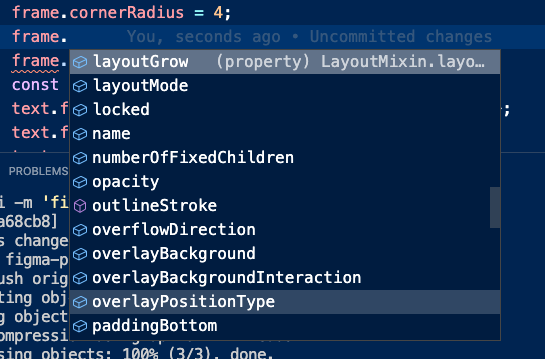 frame.cornerRadius = 4;
frame. You, seconds ago • Uncommitted changes
frame. layoutGrow (property) LayoutMixin.layo…
const layoutMode
text.f locked ;
text.f name
numberOfFixedChildren
PROBLEMS opacity
i -m 'fi outlineStroke
a68cb8] overflowDirection
s change overlayBackground
figma-p overlayBackgroundInteraction
ush orig overlayPositionType
ting obj paddingBottom
g object
ompressi
sing objects: 100% (3/3), done.